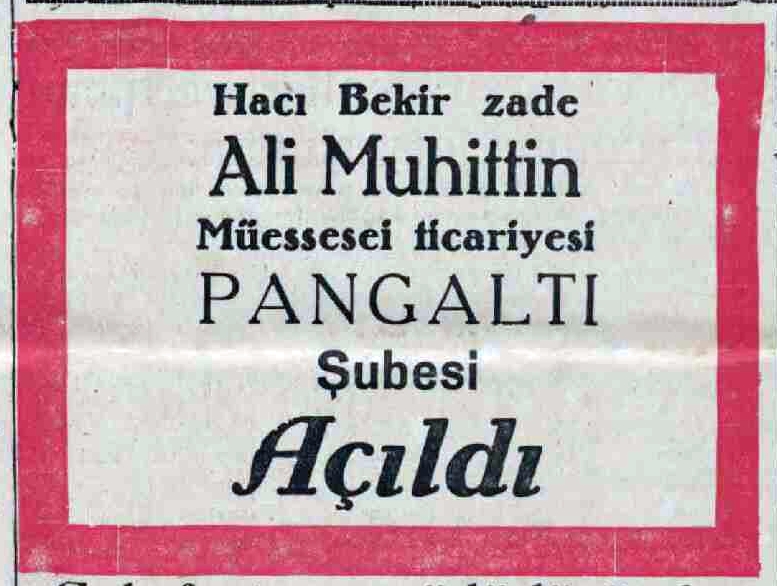 Hacı Bekir zade
Ali Muhittin
Müessesei ticariyesi
PANGALTI
Şubesi
Açıldı